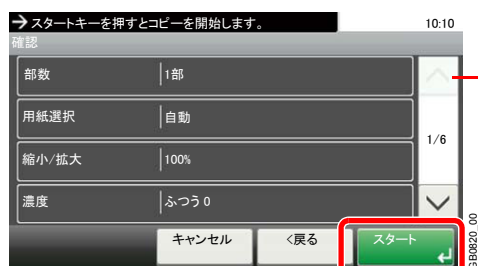 → スタートキーを押すとコピーを開始します。 10:10
確認
部数 1部
用紙選択 自動
1/6
縮小/拡大 100%
濃度 ふつう 0
キャンセル <戻る スタート
GB0820_00